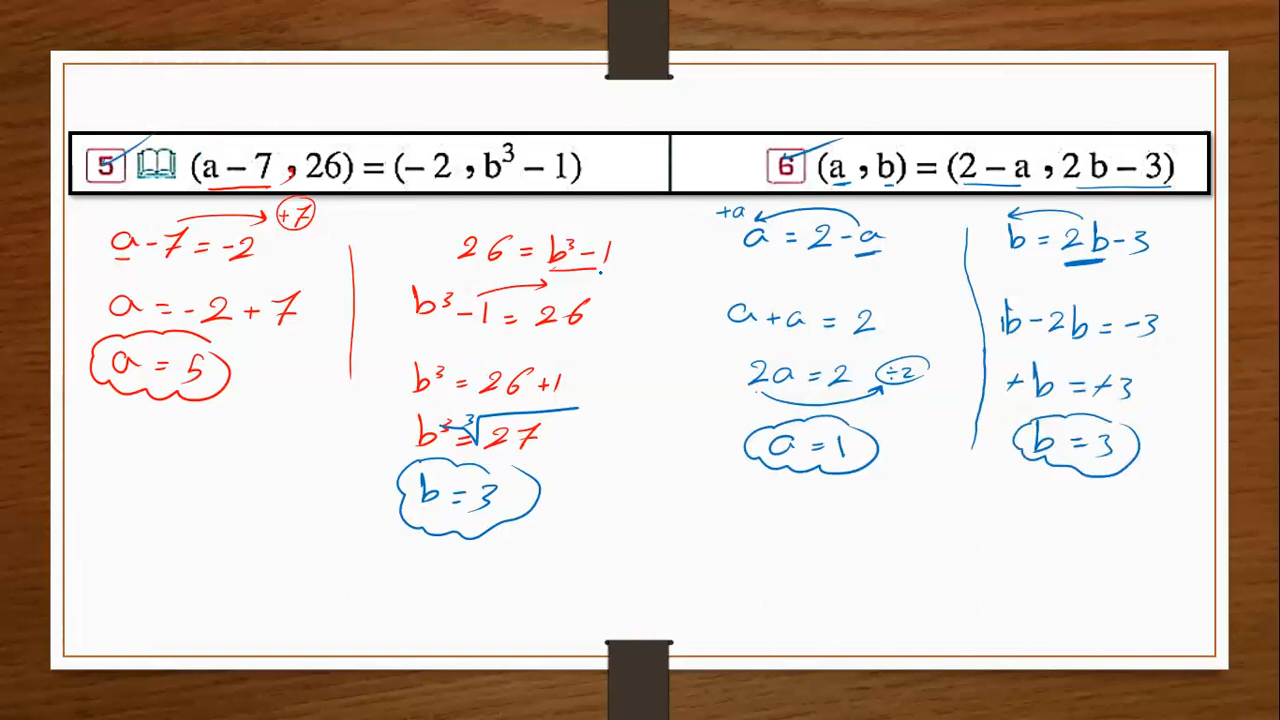 5 (a – 7 , 26) = (– 2 , b³ – 1)
+7
a - 7 = -2
a = -2 + 7
a = 5
26 = b³ - 1
b³ - 1 = 26
b³ = 26 + 1
b³ = ∛27
b = 3
6 (a , b) = (2 – a , 2 b – 3)
+a
a = 2 - a
a + a = 2
2a = 2 ÷2
a = 1
b = 2b - 3
1b - 2b = -3
-b = -3
b = 3